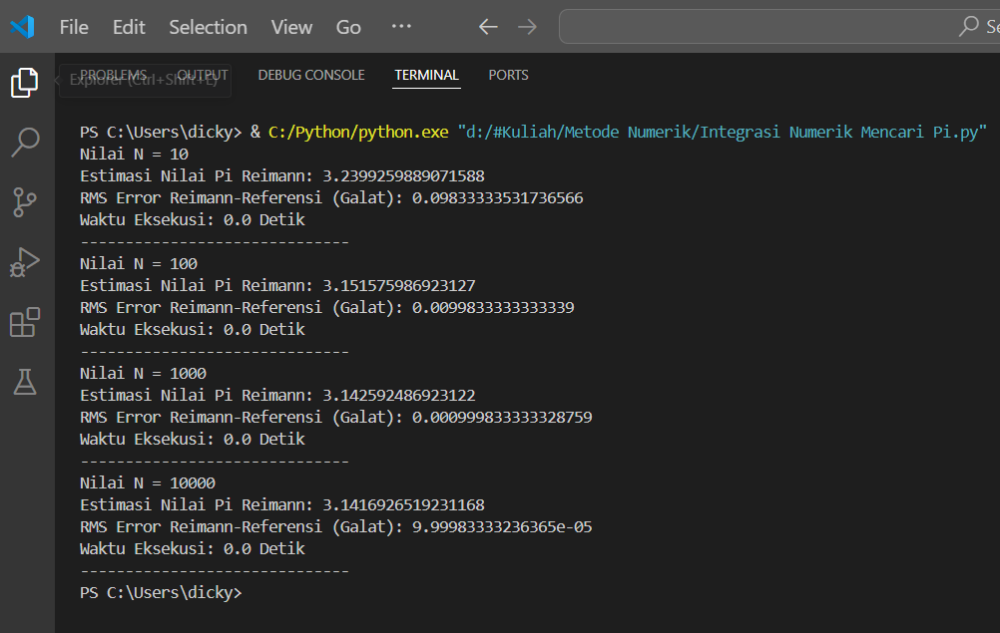 File Edit Selection View Go ··· ← → Se
PROBLEMS OUTPUT DEBUG CONSOLE TERMINAL PORTS
Explorer (Ctrl+Shift+E)
PS C:\Users\dicky> & C:/Python/python.exe "d:/#Kuliah/Metode Numerik/Integrasi Numerik Mencari Pi.py"
Nilai N = 10
Estimasi Nilai Pi Reimann: 3.2399259889071588
RMS Error Reimann-Referensi (Galat): 0.09833333531736566
Waktu Eksekusi: 0.0 Detik
------------------------------
Nilai N = 100
Estimasi Nilai Pi Reimann: 3.151575986923127
RMS Error Reimann-Referensi (Galat): 0.0099833333333339
Waktu Eksekusi: 0.0 Detik
------------------------------
Nilai N = 1000
Estimasi Nilai Pi Reimann: 3.142592486923122
RMS Error Reimann-Referensi (Galat): 0.000999833333328759
Waktu Eksekusi: 0.0 Detik
------------------------------
Nilai N = 10000
Estimasi Nilai Pi Reimann: 3.1416926519231168
RMS Error Reimann-Referensi (Galat): 9.99983333236365e-05
Waktu Eksekusi: 0.0 Detik
------------------------------
PS C:\Users\dicky>